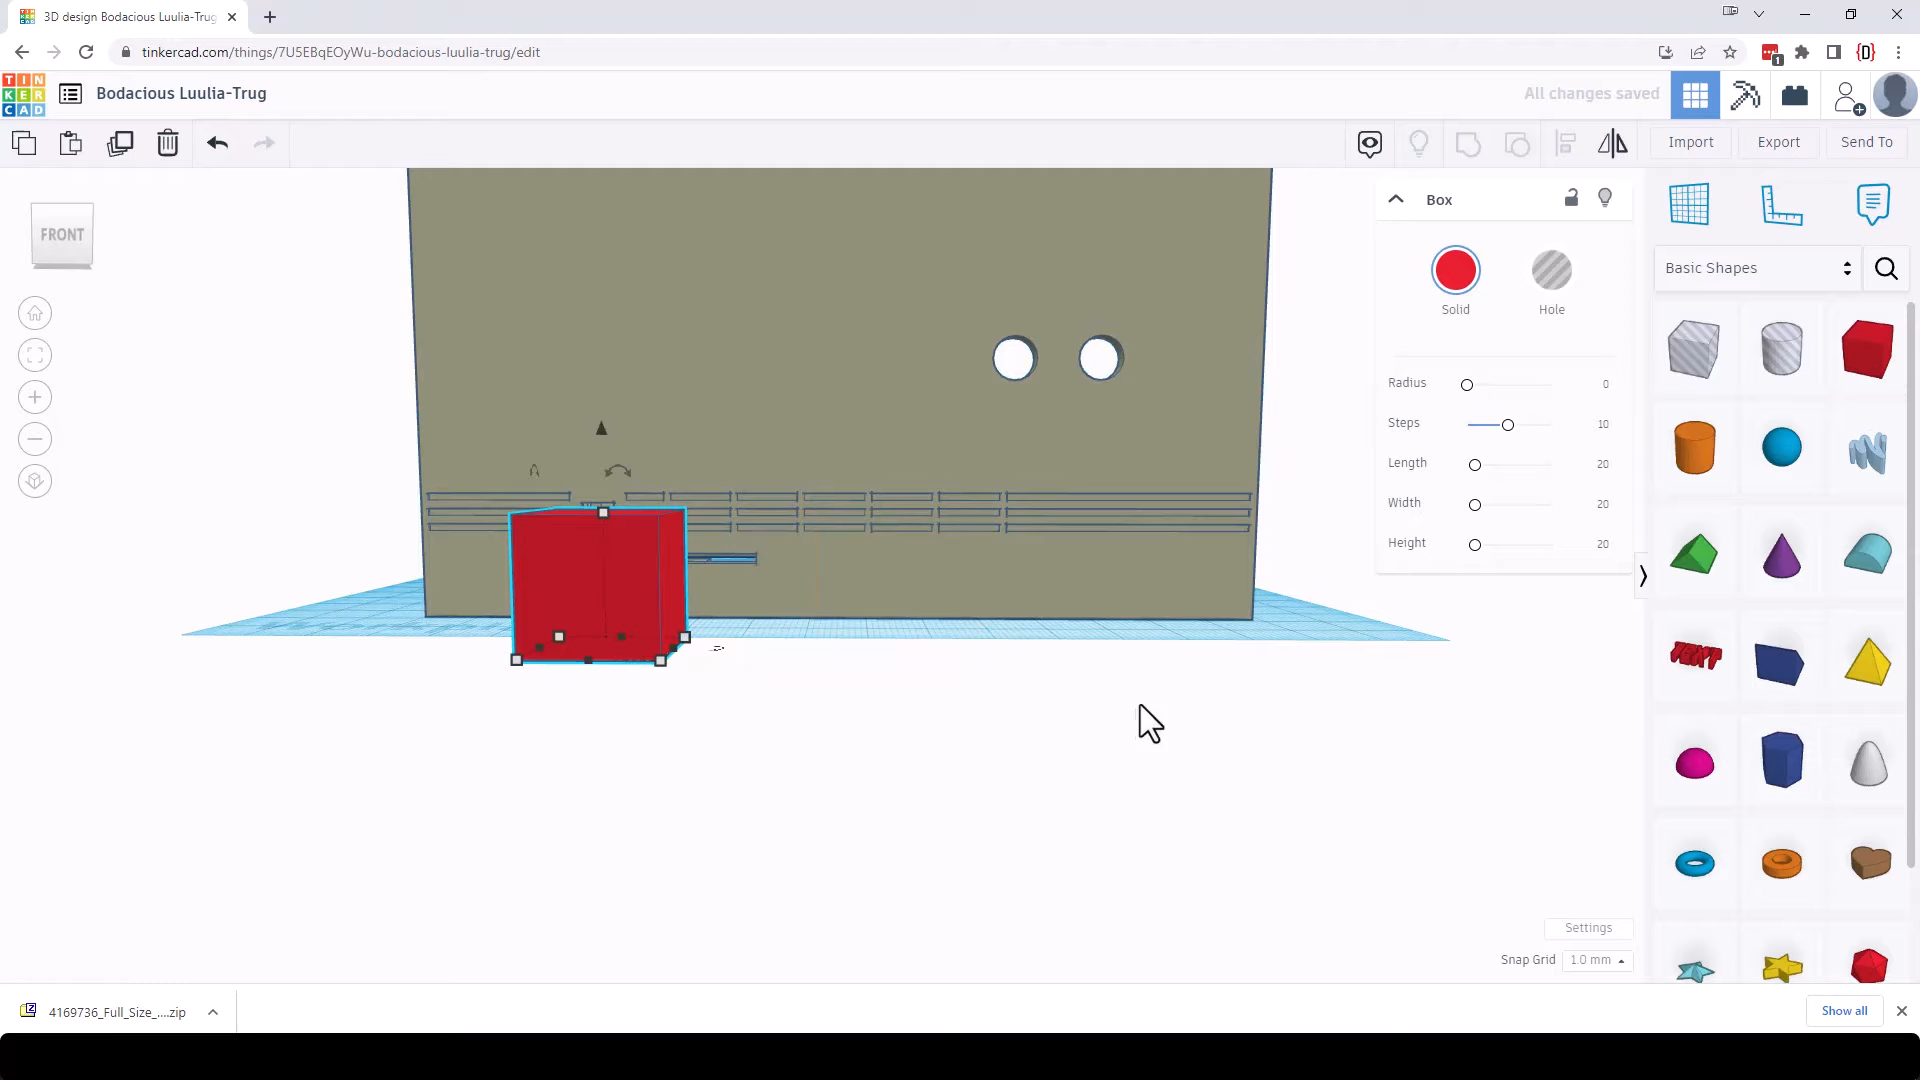 3D design Bodacious Luulia-Trug
tinkercad.com/things/7U5EBqEOyWu-bodacious-luulia-trug/edit
1
TIN
KER
CAD
Bodacious Luulia-Trug
All changes saved
Import
Export
Send To
FRONT
Box
Solid
Hole
Radius 0
Steps 10
Length 20
Width 20
Height 20
Basic Shapes
TEXT
Settings
Snap Grid 1.0 mm
4169736_Full_Size_....zip
Show all